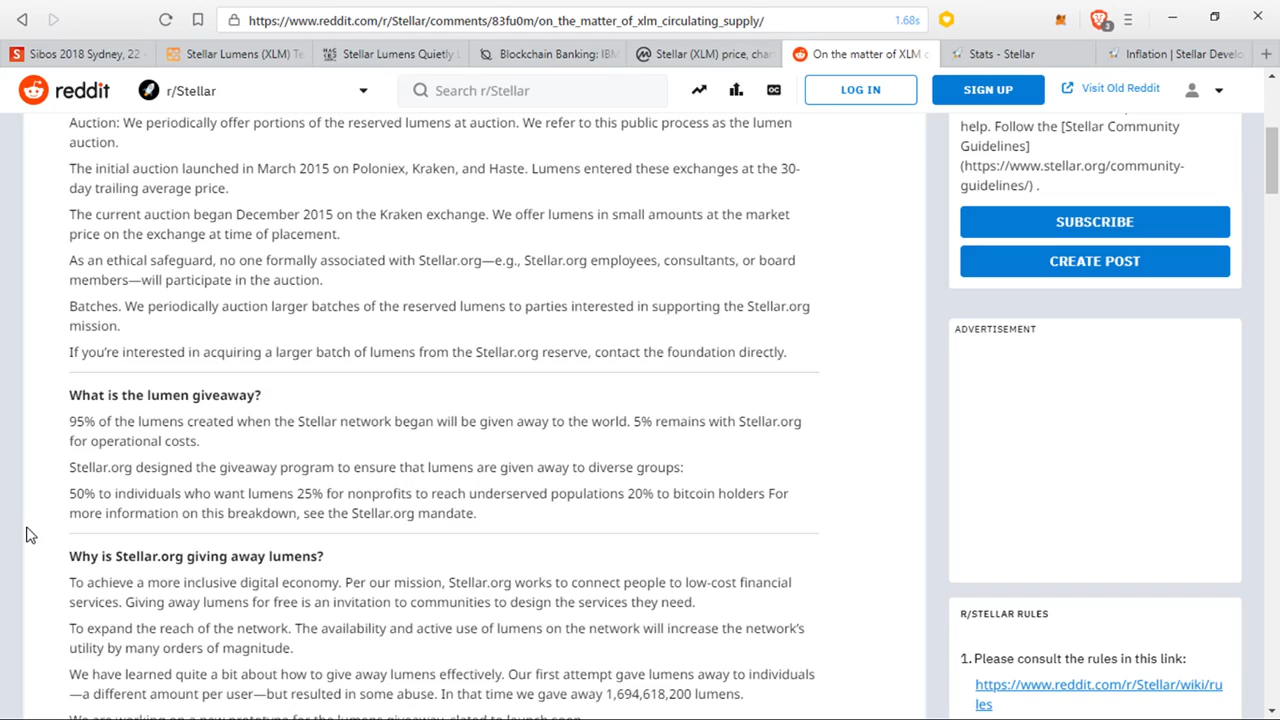 https://www.reddit.com/r/Stellar/comments/83fu0m/on_the_matter_of_xlm_circulating_supply/
1.68s
3
Sibos 2018 Sydney, 22 -
Stellar Lumens (XLM) Te
Stellar Lumens Quietly
Blockchain Banking: IBM
Stellar (XLM) price, cha
On the matter of XLM c
Stats - Stellar
Inflation | Stellar Develo
reddit
r/Stellar
Search r/Stellar
LOG IN
SIGN UP
Visit Old Reddit
Auction: We periodically offer portions of the reserved lumens at auction. We refer to this public process as the lumen
auction.
The initial auction launched in March 2015 on Poloniex, Kraken, and Haste. Lumens entered these exchanges at the 30-
day trailing average price.
The current auction began December 2015 on the Kraken exchange. We offer lumens in small amounts at the market
price on the exchange at time of placement.
As an ethical safeguard, no one formally associated with Stellar.org—e.g., Stellar.org employees, consultants, or board
members—will participate in the auction.
Batches. We periodically auction larger batches of the reserved lumens to parties interested in supporting the Stellar.org
mission.
If you're interested in acquiring a larger batch of lumens from the Stellar.org reserve, contact the foundation directly.
What is the lumen giveaway?
95% of the lumens created when the Stellar network began will be given away to the world. 5% remains with Stellar.org
for operational costs.
Stellar.org designed the giveaway program to ensure that lumens are given away to diverse groups:
50% to individuals who want lumens 25% for nonprofits to reach underserved populations 20% to bitcoin holders For
more information on this breakdown, see the Stellar.org mandate.
Why is Stellar.org giving away lumens?
To achieve a more inclusive digital economy. Per our mission, Stellar.org works to connect people to low-cost financial
services. Giving away lumens for free is an invitation to communities to design the services they need.
To expand the reach of the network. The availability and active use of lumens on the network will increase the network's
utility by many orders of magnitude.
We have learned quite a bit about how to give away lumens effectively. Our first attempt gave lumens away to individuals
—a different amount per user—but resulted in some abuse. In that time we gave away 1,694,618,200 lumens.
We are working on a new prototype for the lumens giveaway, slated to launch soon.
help. Follow the [Stellar Community
Guidelines]
(https://www.stellar.org/community-
guidelines/) .
SUBSCRIBE
CREATE POST
ADVERTISEMENT
R/STELLAR RULES
1. Please consult the rules in this link:
https://www.reddit.com/r/Stellar/wiki/ru
les